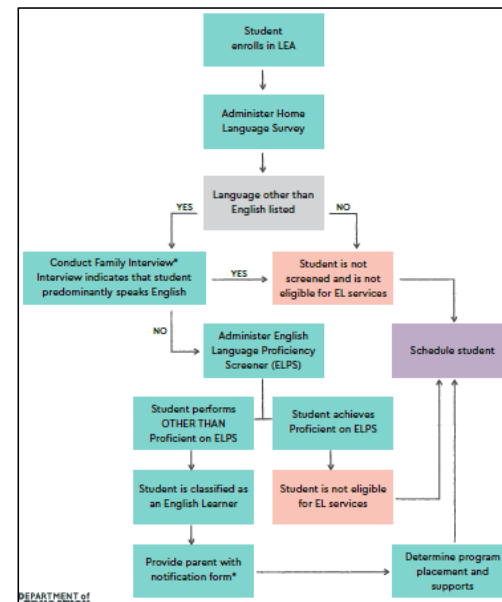 Student
enrolls in LEA
Administer Home
Language Survey
Language other than
English listed
YES
NO
Conduct Family Interview*
Interview indicates that student
predominantly speaks English
YES
Student is not
screened and is not
eligible for EL services
NO
Administer English
Language Proficiency
Screener (ELPS)
Schedule student
Student performs
OTHER THAN
Proficient on ELPS
Student achieves
Proficient on ELPS
Student is classified as
an English Learner
Student is not eligible
for EL services
Provide parent with
notification form*
Determine program
placement and
supports
DEPARTMENT of